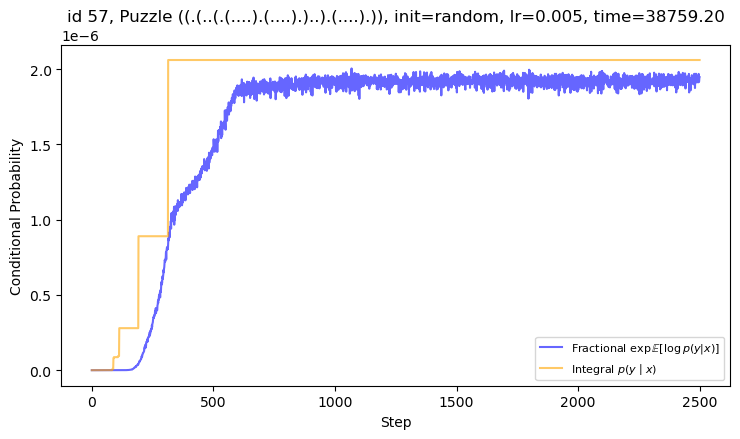 id 57, Puzzle ((.(..(.(.(....).(....).)..).(....).)), init=random, lr=0.005, time=38759.20
1e−6
2.0
1.5
1.0
0.5
0.0
Conditional Probability
0
500
1000
1500
2000
2500
Step
Fractional exp 𝔼[log p(y|x)]
Integral p(y | x)